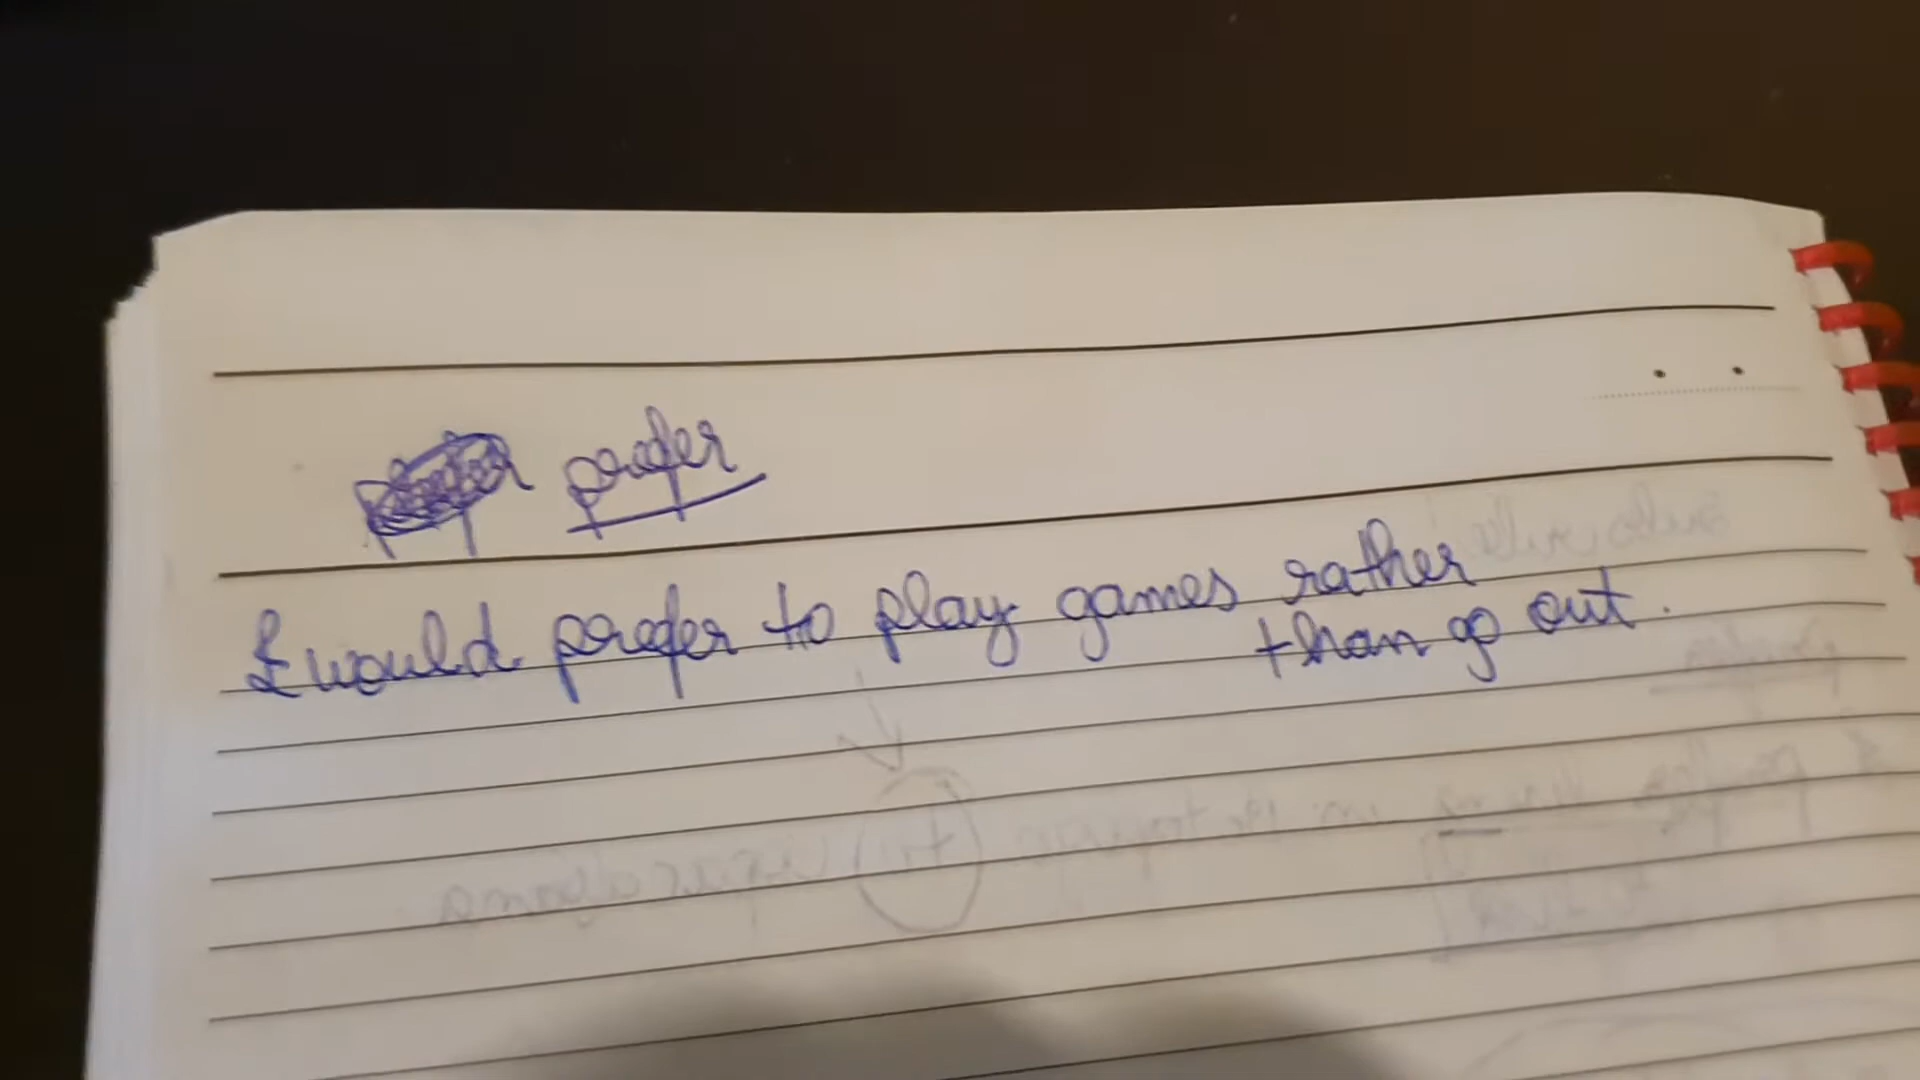 prefer
I would prefer to play games rather
than go out.